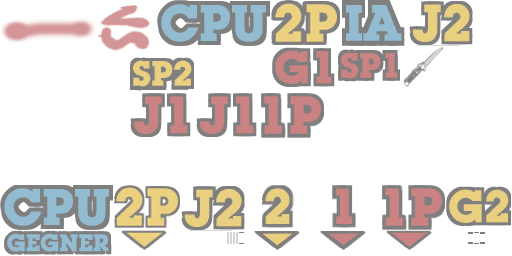 CPU 2P IA J2
SP2 G1 SP1
J1 J1 1P
CPU 2P J2 2 1 1P G2
GEGNER